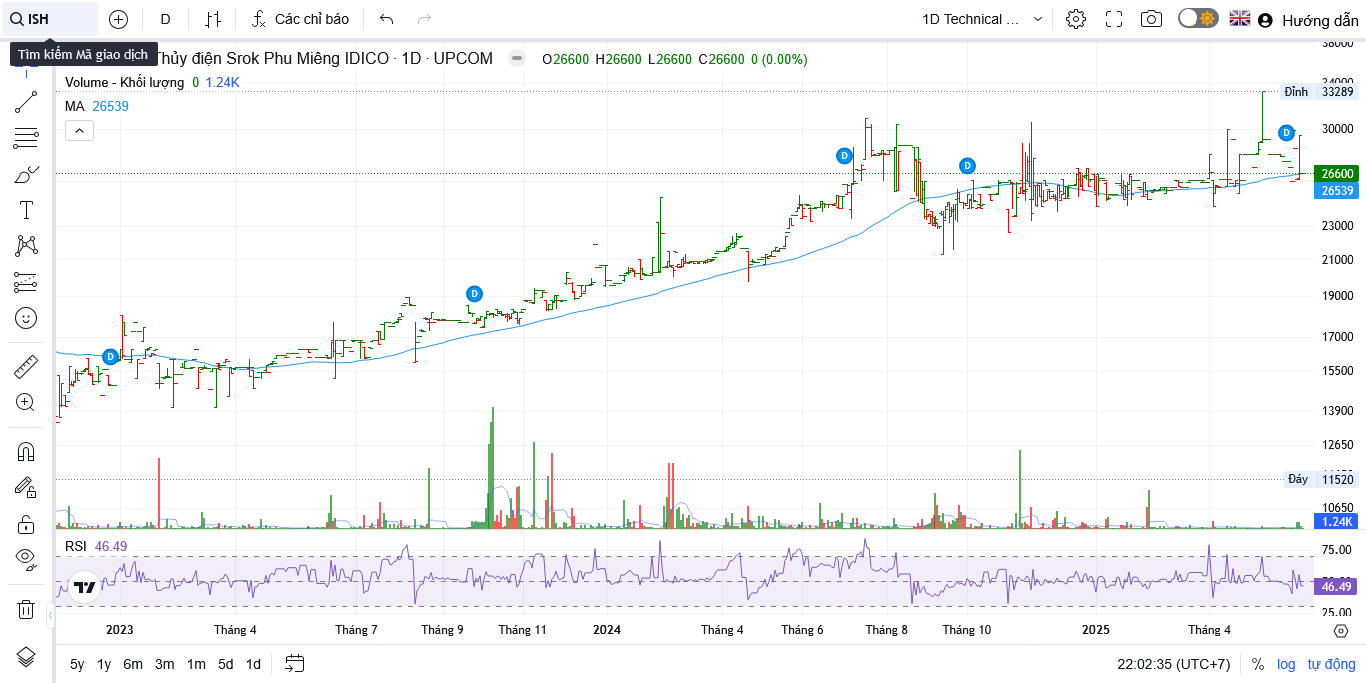 ISH
D
Các chỉ báo
1D Technical ...
Hướng dẫn
Tìm kiếm Mã giao dịch
Thủy điện Srok Phu Miêng IDICO · 1D · UPCOM
O26600 H26600 L26600 C26600 0 (0.00%)
Volume - Khối lượng 0 1.24K
MA 26539
38000
34000
Đỉnh 33289
30000
D
D
D
26600
26539
23000
21000
D
19000
17000
D
15500
13900
12650
Đáy 11520
10650
1.24K
RSI 46.49
75.00
46.49
25.00
2023 Tháng 4 Tháng 7 Tháng 9 Tháng 11 2024 Tháng 4 Tháng 6 Tháng 8 Tháng 10 2025 Tháng 4
5y 1y 6m 3m 1m 5d 1d
22:02:35 (UTC+7) % log tự động